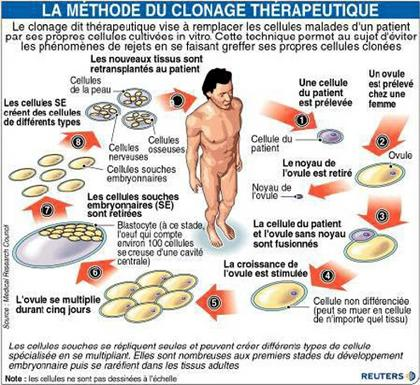 LA MÉTHODE DU CLONAGE THÉRAPEUTIQUE
Le clonage dit thérapeutique vise à remplacer les cellules malades d'un patient
par ses propres cellules cultivées in vitro. Cette technique permet au sujet d'éviter
les phénomènes de rejets en se faisant greffer ses propres cellules clonées
Les nouveaux tissus sont
retransplantés au patient
Cellules
de la peau
Les cellules SE
créent des cellules
de différents types
Cellules
nerveuses
Cellules
osseuses
Une cellule
du patient
est prélevée
1
Cellule du
patient
Un ovule
est prélevé
chez une
femme
2
Ovule
Le noyau de
l'ovule est retiré
Noyau de
l'ovule
3
La cellule du patient
et l'ovule sans noyau
sont fusionnés
4
La croissance de
l'ovule est stimulée
Cellule non différenciée
(peut se muer en cellule
de n'importe quel tissu)
5
L'ovule se multiplie
durant cinq jours
6
Blastocyte (à ce stade,
l'œuf qui compte
environ 100 cellules
se creuse d'une cavité
centrale)
7
Les cellules souches
embryonnaires (SE)
sont retirées
8
Cellules souches
embryonnaires
Source : Medical Research Council
Les cellules souches se répliquent seules et peuvent créer différents types de cellule
spécialisée en se multipliant. Elles sont nombreuses aux premiers stades du développement
embryonnaire puis se raréfient dans les tissus adultes
Note : les cellules ne sont pas dessinées à l'échelle
REUTERS